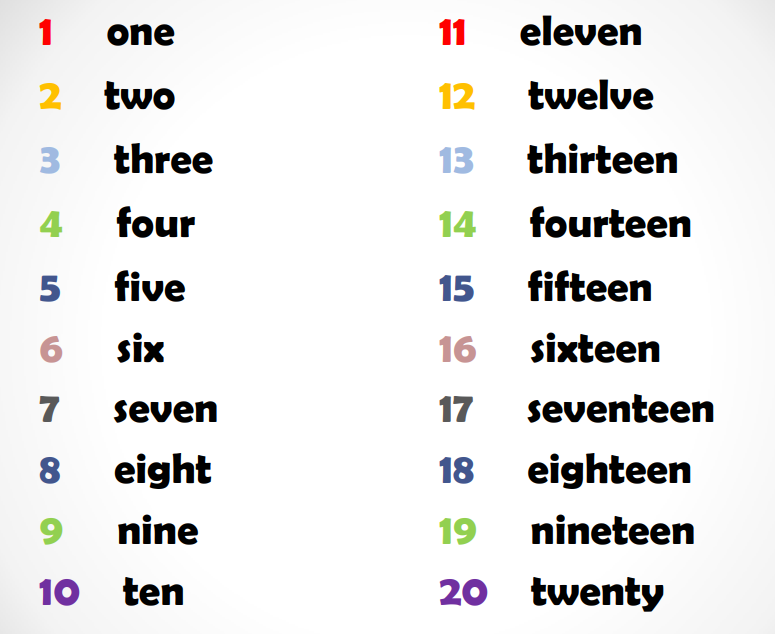 1 one
2 two
3 three
4 four
5 five
6 six
7 seven
8 eight
9 nine
10 ten
11 eleven
12 twelve
13 thirteen
14 fourteen
15 fifteen
16 sixteen
17 seventeen
18 eighteen
19 nineteen
20 twenty